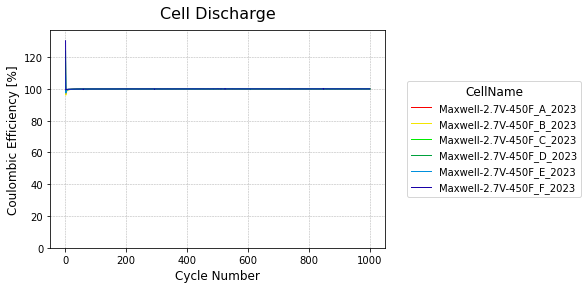 Cell Discharge
Coulombic Efficiency [%]
120
100
80
60
40
20
0
0 200 400 600 800 1000
Cycle Number
CellName
Maxwell-2.7V-450F_A_2023
Maxwell-2.7V-450F_B_2023
Maxwell-2.7V-450F_C_2023
Maxwell-2.7V-450F_D_2023
Maxwell-2.7V-450F_E_2023
Maxwell-2.7V-450F_F_2023